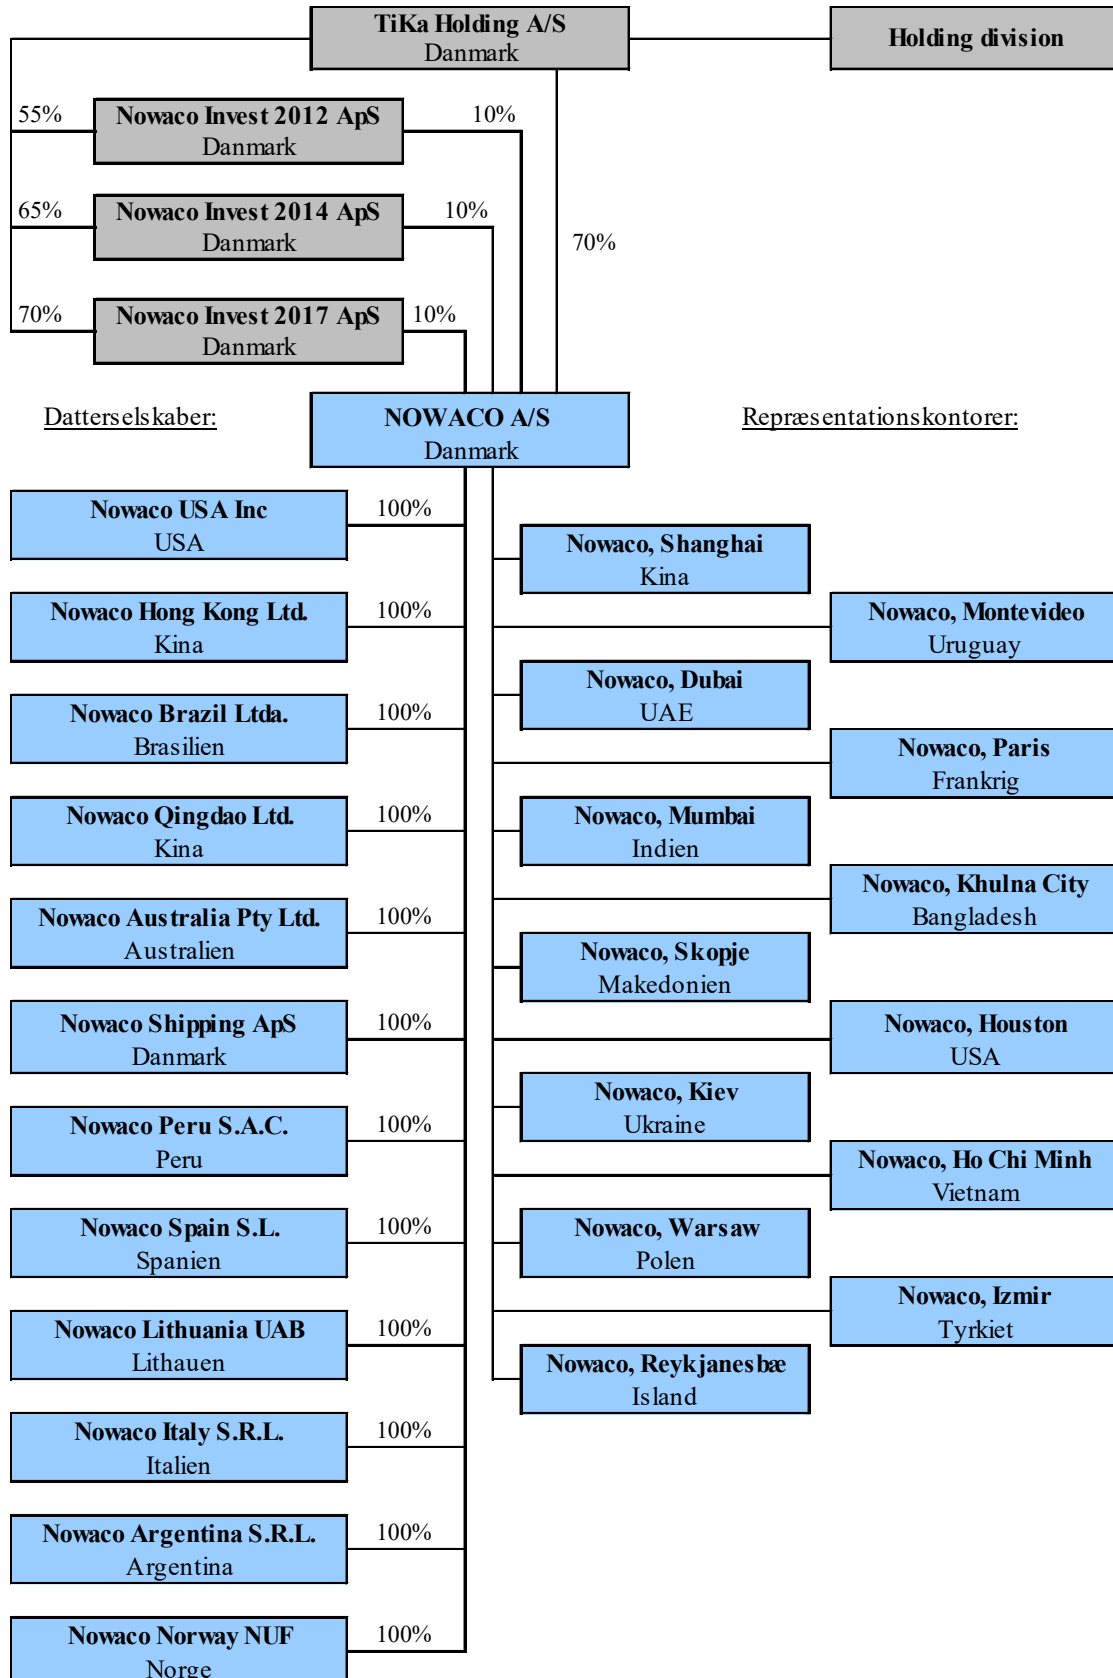 TiKa Holding A/S
Danmark
Holding division
55%
Nowaco Invest 2012 ApS
Danmark
10%
65%
Nowaco Invest 2014 ApS
Danmark
10%
70%
70%
Nowaco Invest 2017 ApS
Danmark
10%
Datterselskaber:
NOWACO A/S
Danmark
Repræsentationskontorer:
Nowaco USA Inc
USA
100%
Nowaco Hong Kong Ltd.
Kina
100%
Nowaco Brazil Ltda.
Brasilien
100%
Nowaco Qingdao Ltd.
Kina
100%
Nowaco Australia Pty Ltd.
Australien
100%
Nowaco Shipping ApS
Danmark
100%
Nowaco Peru S.A.C.
Peru
100%
Nowaco Spain S.L.
Spanien
100%
Nowaco Lithuania UAB
Lithauen
100%
Nowaco Italy S.R.L.
Italien
100%
Nowaco Argentina S.R.L.
Argentina
100%
Nowaco Norway NUF
Norge
100%
Nowaco, Shanghai
Kina
Nowaco, Montevideo
Uruguay
Nowaco, Dubai
UAE
Nowaco, Paris
Frankrig
Nowaco, Mumbai
Indien
Nowaco, Khulna City
Bangladesh
Nowaco, Skopje
Makedonien
Nowaco, Houston
USA
Nowaco, Kiev
Ukraine
Nowaco, Ho Chi Minh
Vietnam
Nowaco, Warsaw
Polen
Nowaco, Izmir
Tyrkiet
Nowaco, Reykjanesbæ
Island